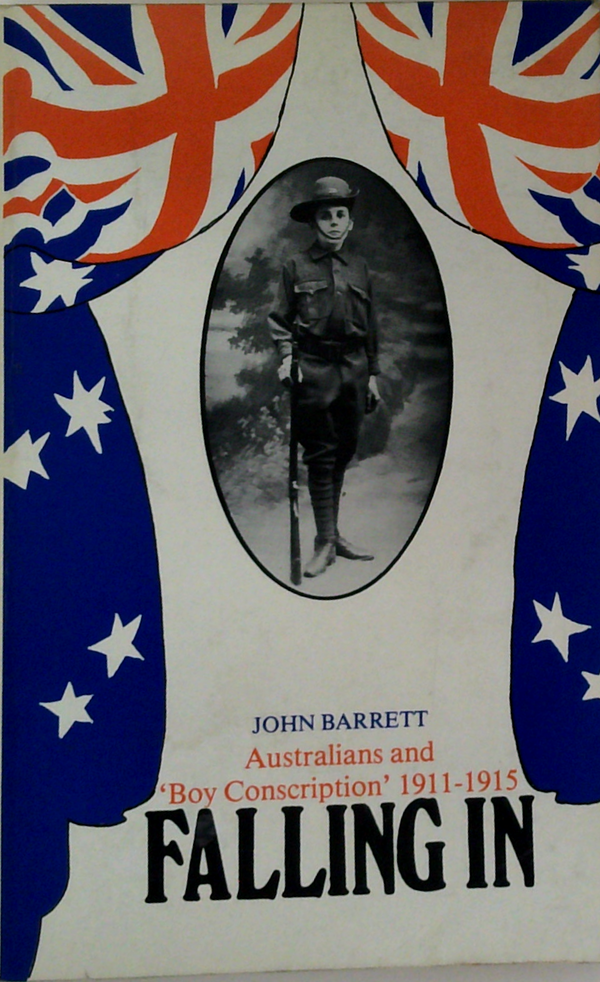 JOHN BARRETT
Australians and
‘Boy Conscription’ 1911-1915
FALLING IN